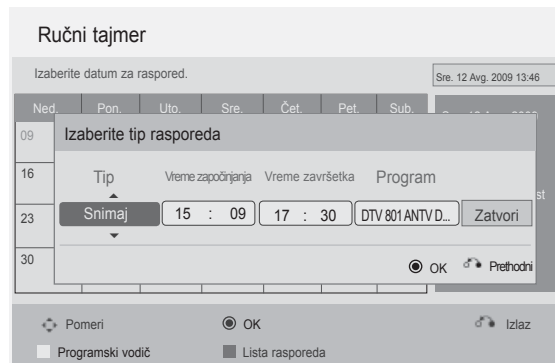 Ručni tajmer
Izaberite datum za raspored.
Sre. 12 Avg. 2009 13:46
Ned. Pon. Uto. Sre. Čet. Pet. Sub.
09
Izaberite tip rasporeda
16
Tip Vreme započinjanja Vreme završetka Program
st
Snimaj 15 : 09 17 : 30 DTV 801 ANTV D... Zatvori
23
30
OK Prethodni
Pomeri OK Izlaz
Programski vodič Lista rasporeda